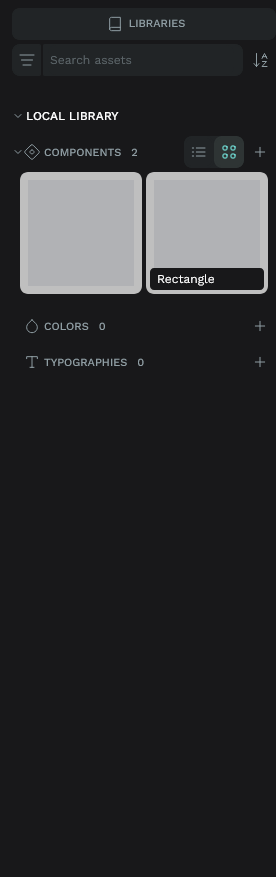 LIBRARIES
Search assets
LOCAL LIBRARY
COMPONENTS 2
Rectangle
COLORS 0
TYPOGRAPHIES 0